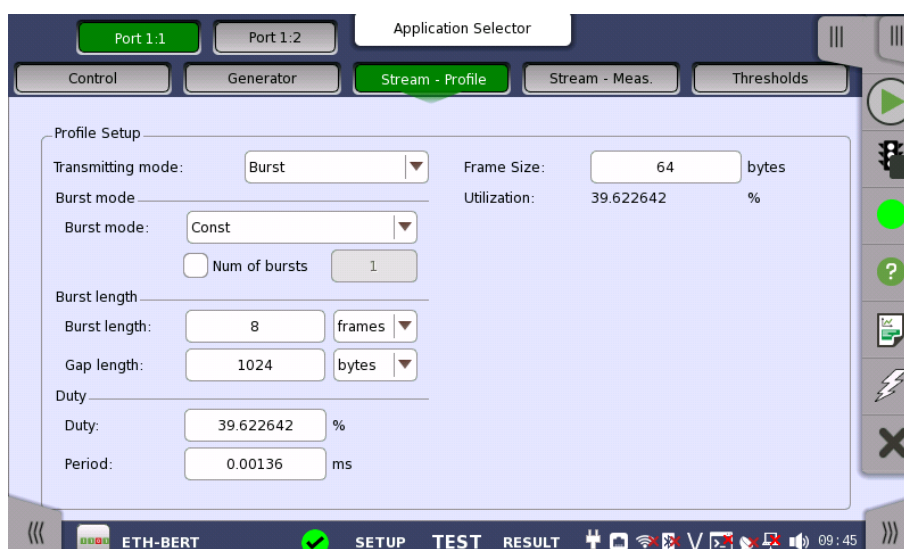 Port 1:1 Port 1:2 Application Selector
Control Generator Stream - Profile Stream - Meas. Thresholds
Profile Setup
Transmitting mode: Burst Frame Size: 64 bytes
Burst mode Utilization: 39.622642 %
Burst mode: Const
Num of bursts 1
Burst length
Burst length: 8 frames
Gap length: 1024 bytes
Duty
Duty: 39.622642 %
Period: 0.00136 ms
ETH-BERT SETUP TEST RESULT V 09:45